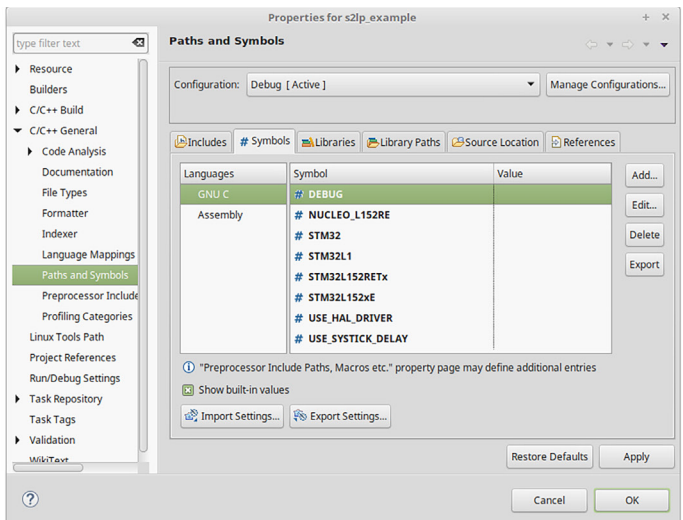 Properties for s2lp_example
type filter text
Paths and Symbols
Resource
Builders
C/C++ Build
C/C++ General
Code Analysis
Documentation
File Types
Formatter
Indexer
Language Mappings
Paths and Symbols
Preprocessor Include
Profiling Categories
Linux Tools Path
Project References
Run/Debug Settings
Task Repository
Task Tags
Validation
WikiText
Configuration: Debug [ Active ]
Manage Configurations...
Includes # Symbols Libraries Library Paths Source Location References
Languages Symbol Value
GNU C # DEBUG
Assembly # NUCLEO_L152RE
# STM32
# STM32L1
# STM32L152RETx
# STM32L152xE
# USE_HAL_DRIVER
# USE_SYSTICK_DELAY
Add...
Edit...
Delete
Export
"Preprocessor Include Paths, Macros etc." property page may define additional entries
Show built-in values
Import Settings... Export Settings...
Restore Defaults Apply
Cancel OK